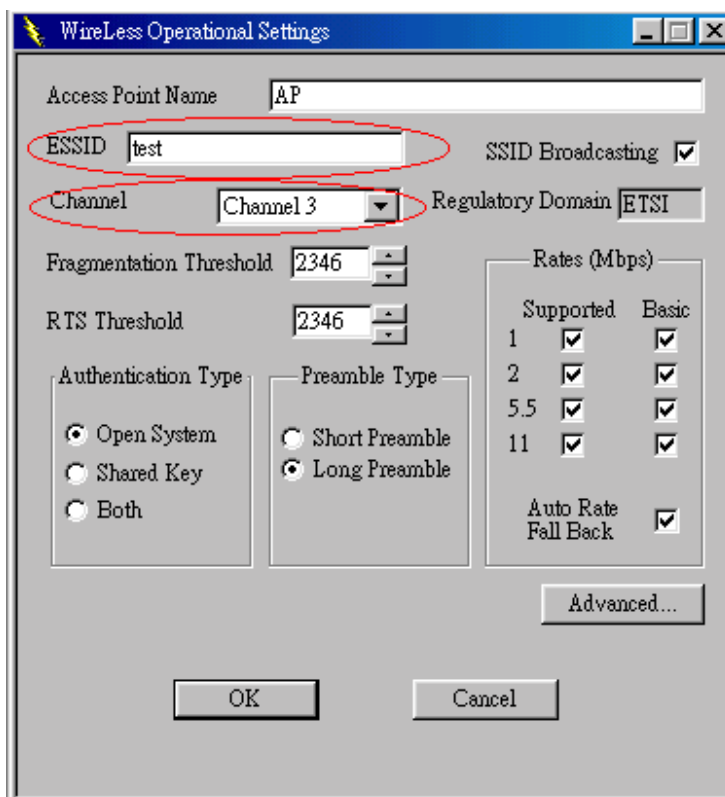 WireLess Operational Settings
Access Point Name AP
ESSID test SSID Broadcasting
Channel Channel 3 Regulatory Domain ETSI
Fragmentation Threshold 2346
RTS Threshold 2346
Rates (Mbps)
Supported Basic
1
2
5.5
11
Auto Rate
Fall Back
Authentication Type
Open System
Shared Key
Both
Preamble Type
Short Preamble
Long Preamble
Advanced...
OK Cancel